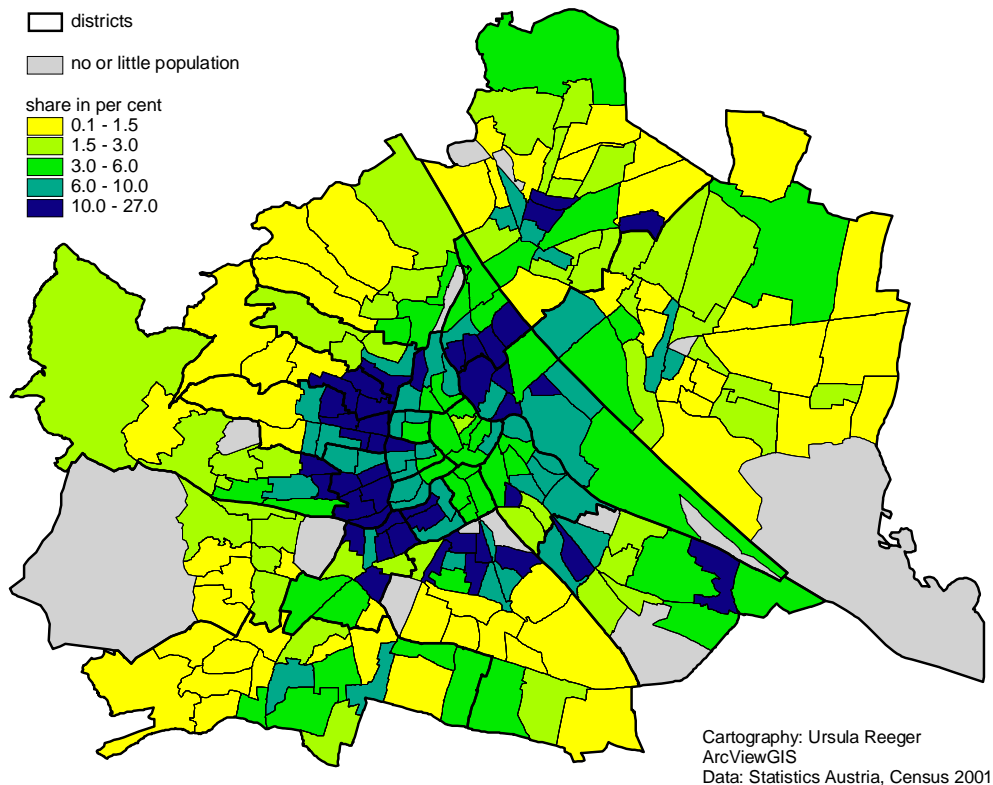 districts
no or little population
share in per cent
0.1 - 1.5
1.5 - 3.0
3.0 - 6.0
6.0 - 10.0
10.0 - 27.0
Cartography: Ursula Reeger
ArcViewGIS
Data: Statistics Austria, Census 2001